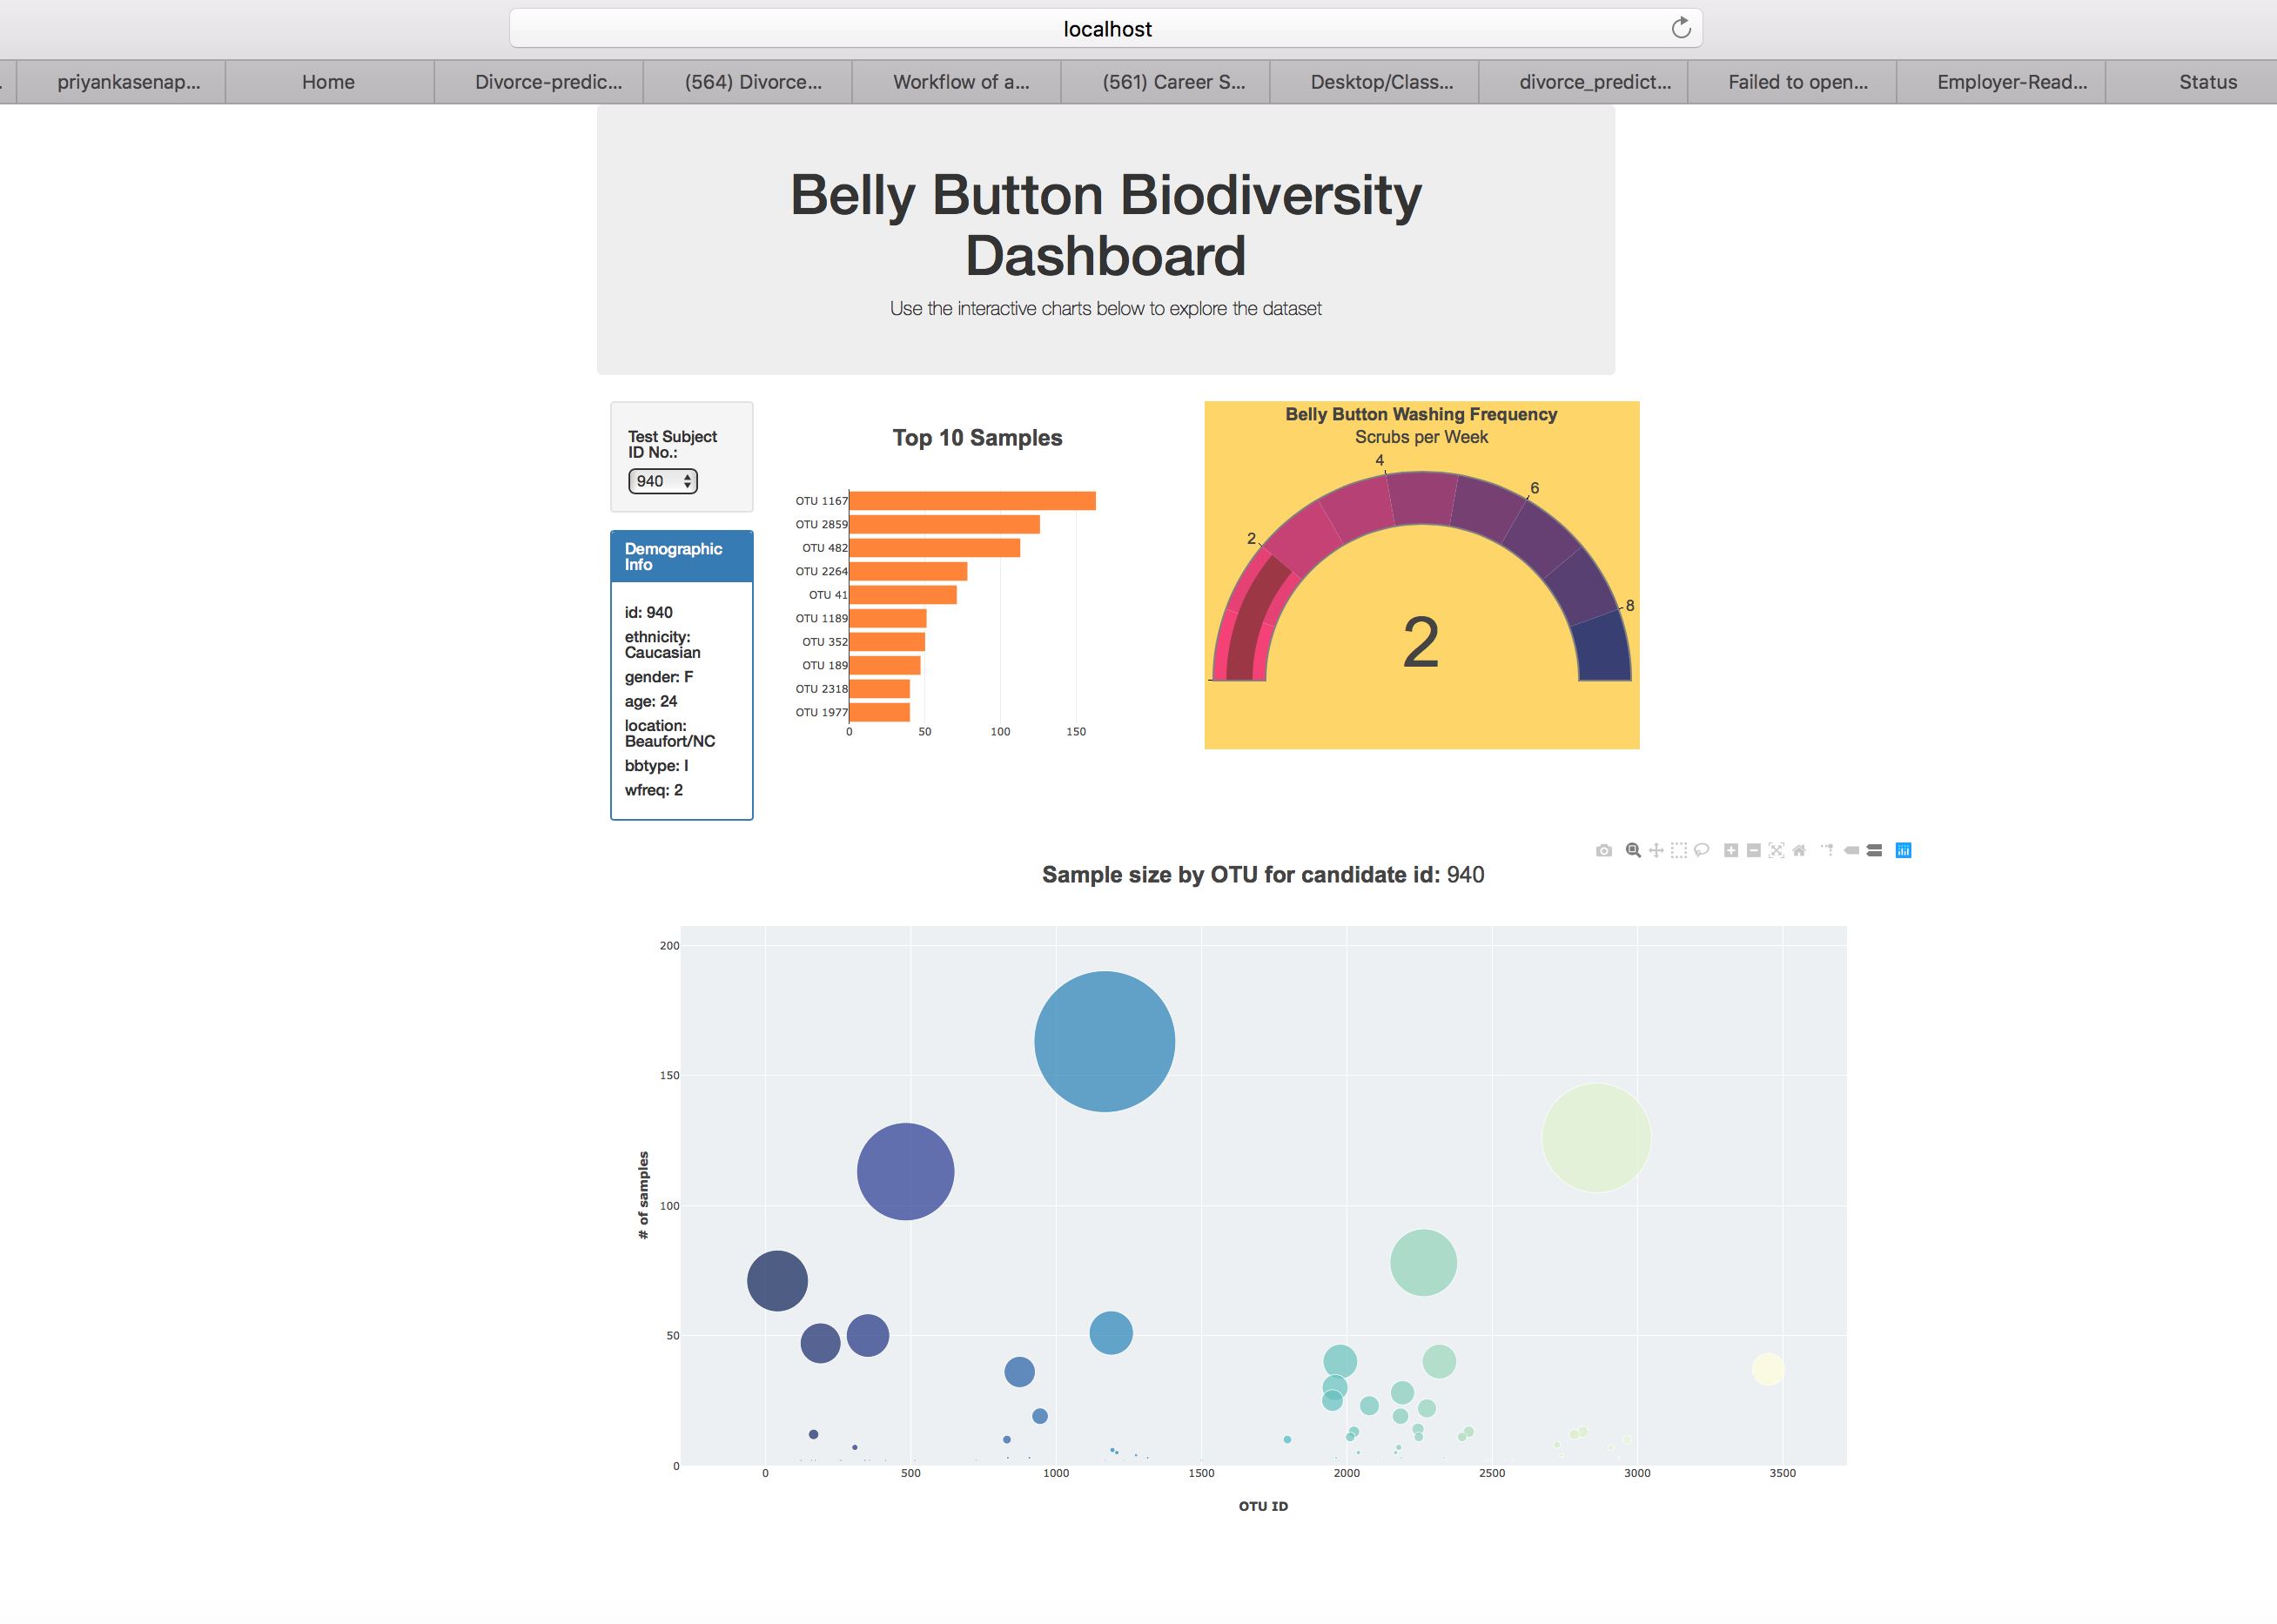 localhost
priyankasenap...
Home
Divorce-predic...
(564) Divorce...
Workflow of a...
(561) Career S...
Desktop/Class...
divorce_predict...
Failed to open...
Employer-Read...
Status
Belly Button Biodiversity
Dashboard
Use the interactive charts below to explore the dataset
Test Subject
ID No.:
940
Demographic
Info
id: 940
ethnicity:
Caucasian
gender: F
age: 24
location:
Beaufort/NC
bbtype: I
wfreq: 2
Top 10 Samples
OTU 1167
OTU 2859
OTU 482
OTU 2264
OTU 41
OTU 1189
OTU 352
OTU 189
OTU 2318
OTU 1977
0 50 100 150
Belly Button Washing Frequency
Scrubs per Week
4
6
2
8
2
Sample size by OTU for candidate id: 940
200
150
100
50
0
# of samples
0 500 1000 1500 2000 2500 3000 3500
OTU ID